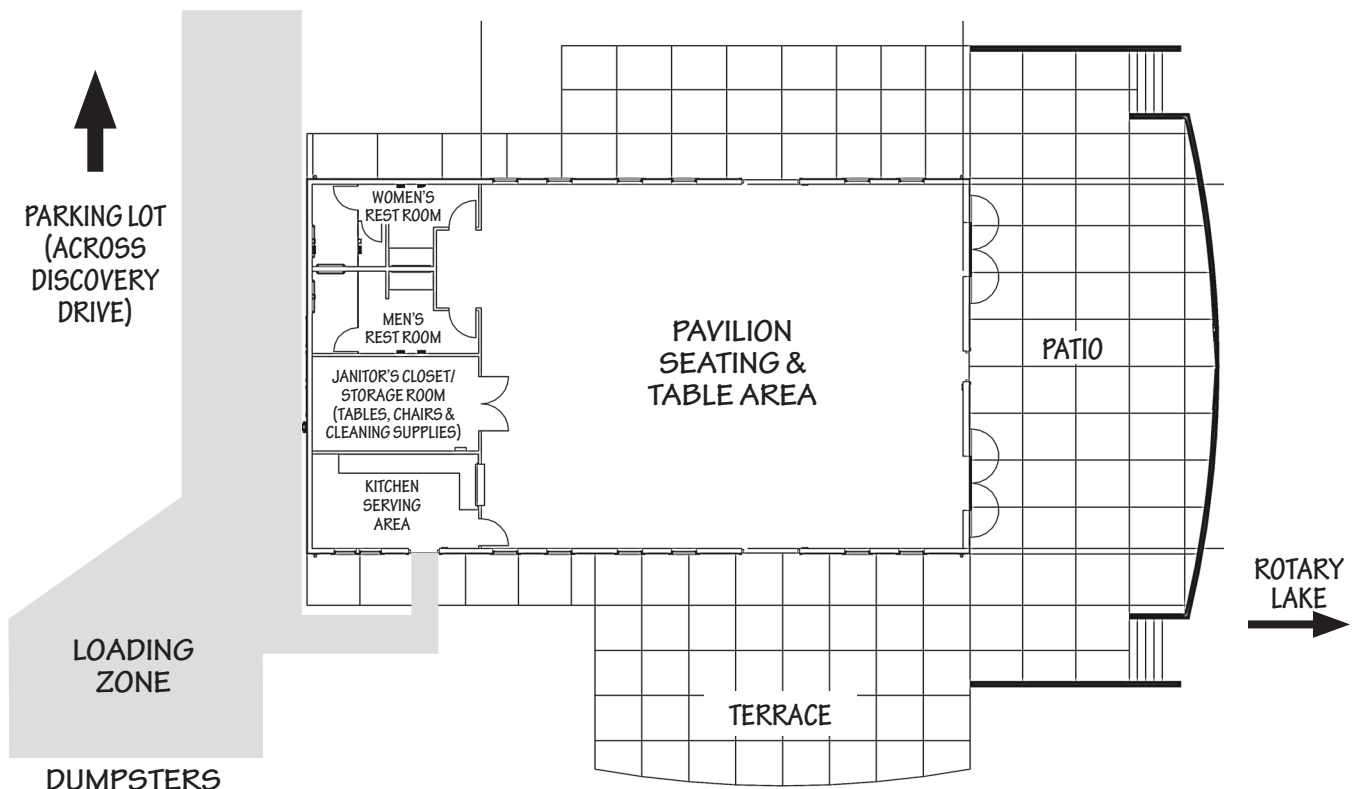 PARKING LOT
(ACROSS
DISCOVERY
DRIVE)
WOMEN'S
REST ROOM
MEN'S
REST ROOM
JANITOR'S CLOSET/
STORAGE ROOM
(TABLES, CHAIRS &
CLEANING SUPPLIES)
KITCHEN
SERVING
AREA
PAVILION
SEATING &
TABLE AREA
PATIO
ROTARY
LAKE
LOADING
ZONE
TERRACE
DUMPSTERS